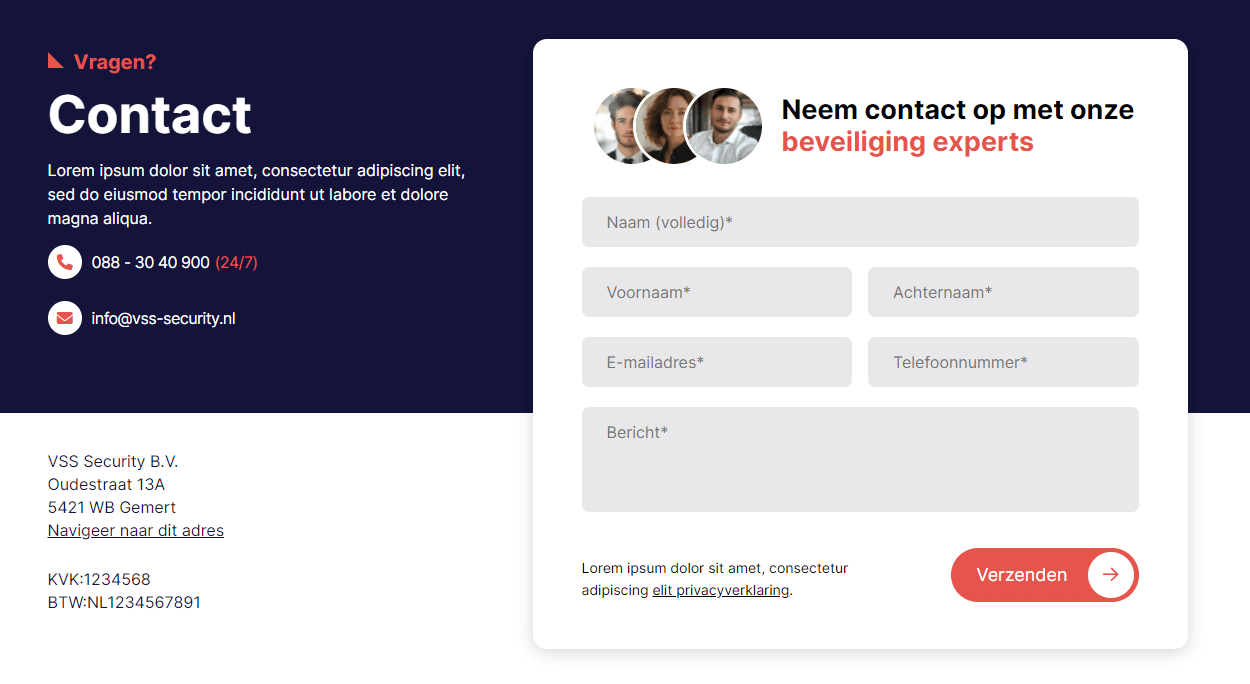 Vragen?
Contact
Lorem ipsum dolor sit amet, consectetur adipiscing elit,
sed do eiusmod tempor incididunt ut labore et dolore
magna aliqua.
088 - 30 40 900 (24/7)
info@vss-security.nl
VSS Security B.V.
Oudestraat 13A
5421 WB Gemert
Navigeer naar dit adres
KVK:1234568
BTW:NL1234567891
Neem contact op met onze
beveiliging experts
Naam (volledig)*
Voornaam*
Achternaam*
E-mailadres*
Telefoonnummer*
Bericht*
Lorem ipsum dolor sit amet, consectetur
adipiscing elit privacyverklaring.
Verzenden